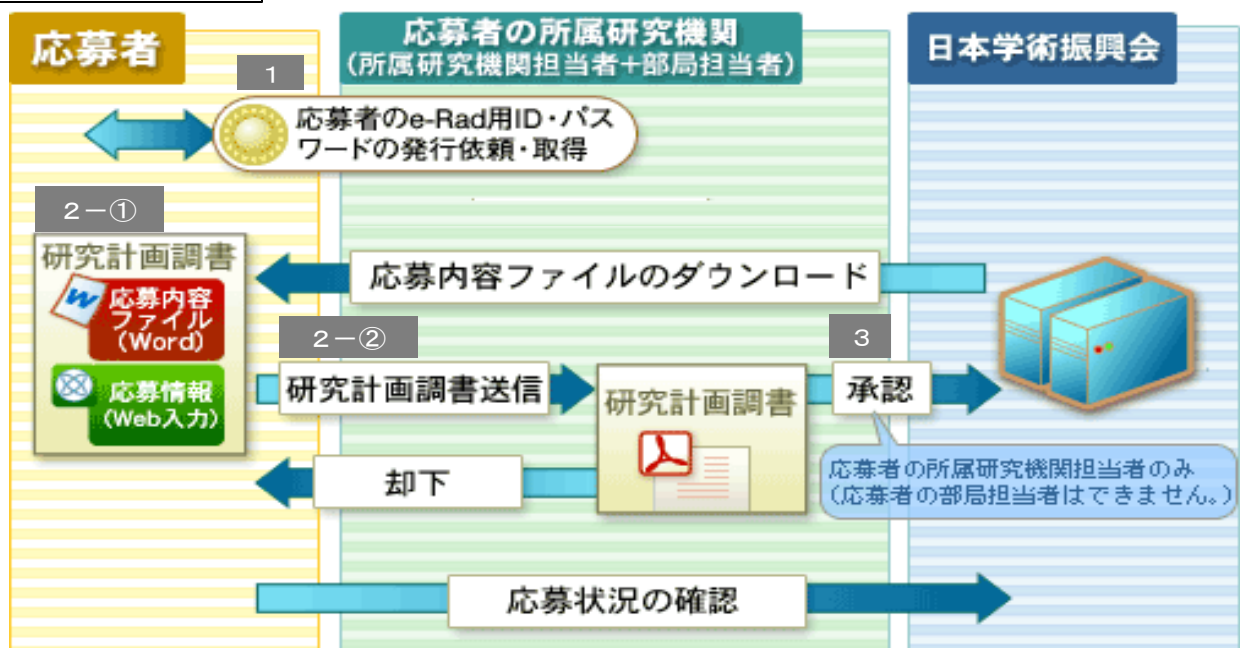 応募者
応募者の所属研究機関
(所属研究機関担当者+部局担当者)
日本学術振興会
1
応募者のe-Rad用ID・パス
ワードの発行依頼・取得
2－①
研究計画調書
W
応募内容
ファイル
(Word)
応募情報
(Web入力)
応募内容ファイルのダウンロード
2－②
研究計画調書送信
研究計画調書
3
承認
応募者の所属研究機関担当者のみ
(応募者の部局担当者はできません。)
却下
応募状況の確認